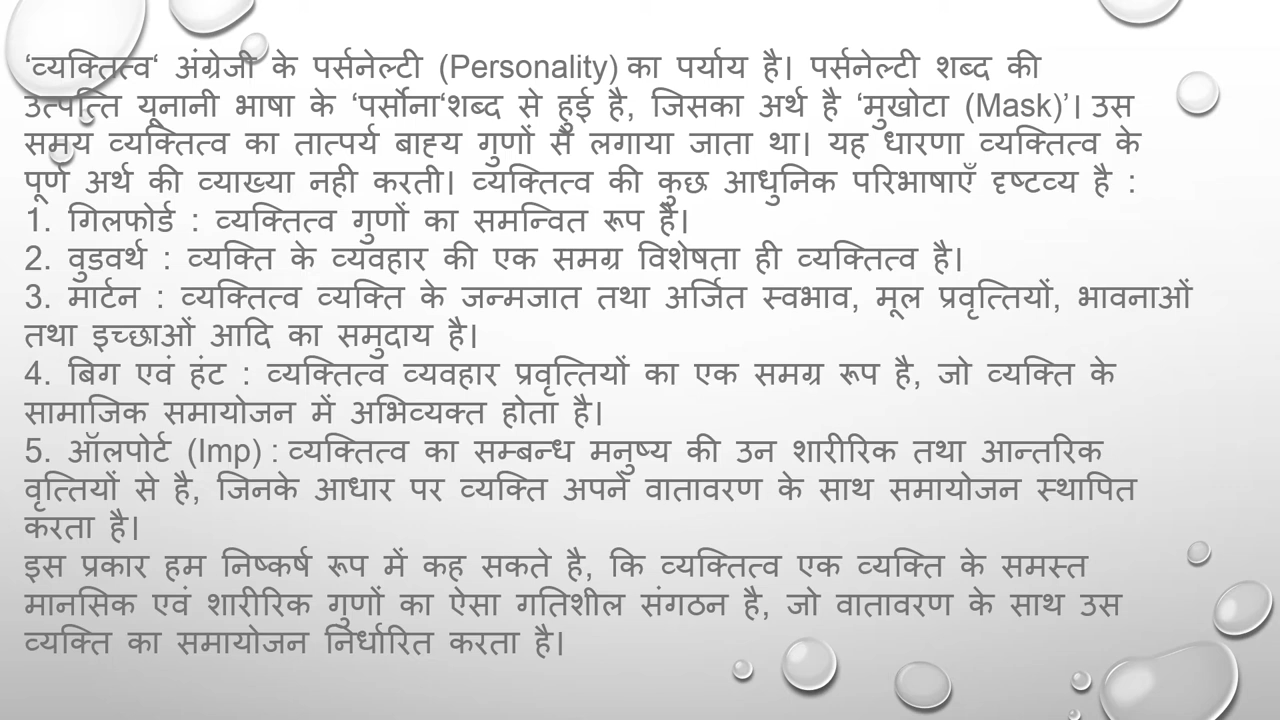 ‘व्यक्तित्व‘ अंग्रेजी के पर्सनेल्टी (Personality) का पर्याय है। पर्सनेल्टी शब्द की
उत्पत्ति यूनानी भाषा के ‘पर्सोना‘शब्द से हुई है, जिसका अर्थ है ‘मुखोटा (Mask)’। उस
समय व्यक्तित्व का तात्पर्य बाह्य गुणों से लगाया जाता था। यह धारणा व्यक्तित्व के
पूर्ण अर्थ की व्याख्या नही करती। व्यक्तित्व की कुछ आधुनिक परिभाषाएँ दृष्टव्य है :
1. गिलफोर्ड : व्यक्तित्व गुणों का समन्वित रूप है।
2. वुडवर्थ : व्यक्ति के व्यवहार की एक समग्र विशेषता ही व्यक्तित्व है।
3. मार्टन : व्यक्तित्व व्यक्ति के जन्मजात तथा अर्जित स्वभाव, मूल प्रवृत्तियों, भावनाओं
तथा इच्छाओं आदि का समुदाय है।
4. बिग एवं हंट : व्यक्तित्व व्यवहार प्रवृत्तियों का एक समग्र रूप है, जो व्यक्ति के
सामाजिक समायोजन में अभिव्यक्त होता है।
5. ऑलपोर्ट (Imp) : व्यक्तित्व का सम्बन्ध मनुष्य की उन शारीरिक तथा आन्तरिक
वृत्तियों से है, जिनके आधार पर व्यक्ति अपने वातावरण के साथ समायोजन स्थापित
करता है।
इस प्रकार हम निष्कर्ष रूप में कह सकते है, कि व्यक्तित्व एक व्यक्ति के समस्त
मानसिक एवं शारीरिक गुणों का ऐसा गतिशील संगठन है, जो वातावरण के साथ उस
व्यक्ति का समायोजन निर्धारित करता है।